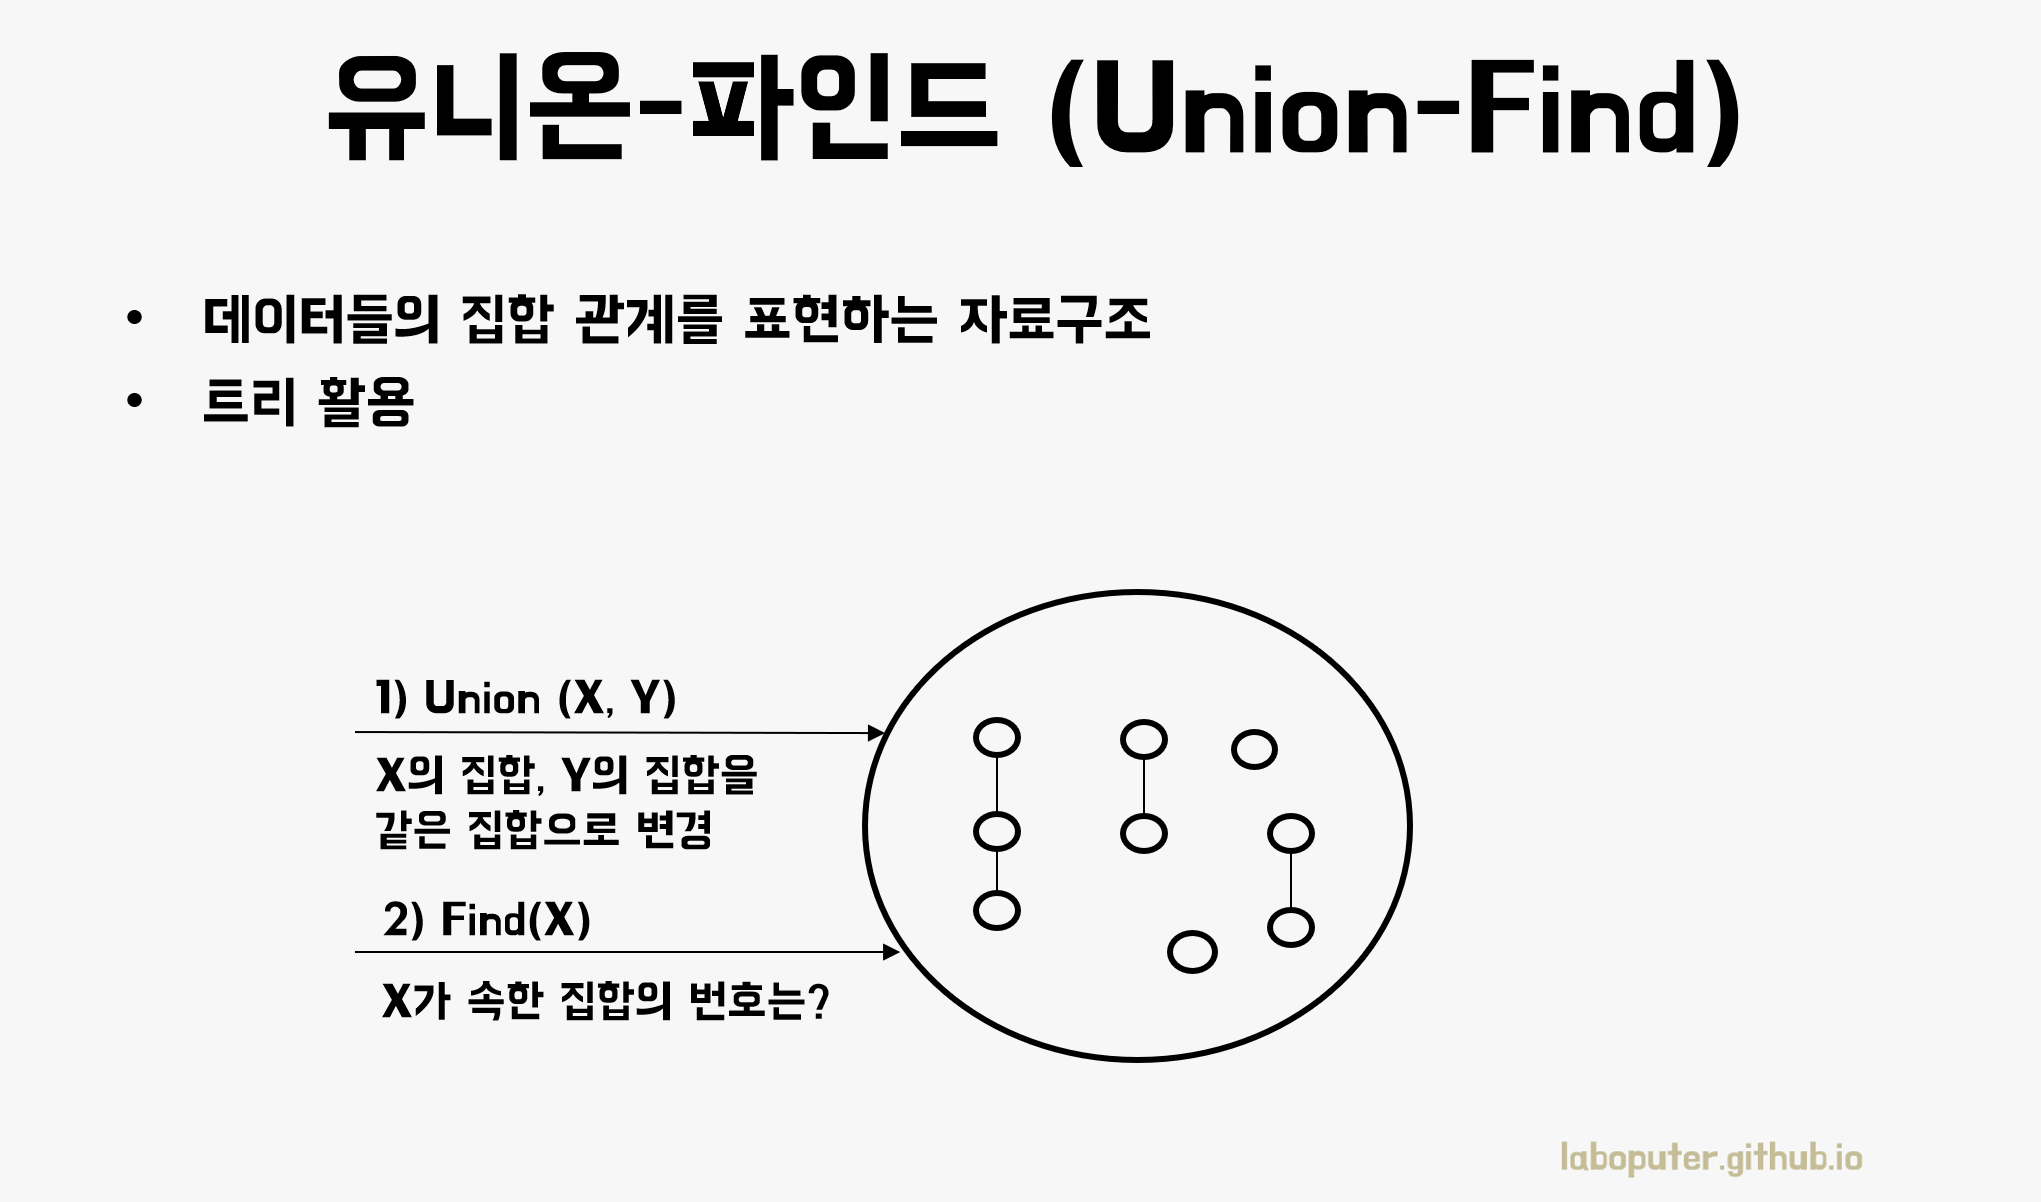 유니온-파인드 (Union-Find)
• 데이터들의 집합 관계를 표현하는 자료구조
• 트리 활용
1) Union (X, Y)
X의 집합, Y의 집합을
같은 집합으로 변경
2) Find(X)
X가 속한 집합의 번호는?
laboputer.github.io